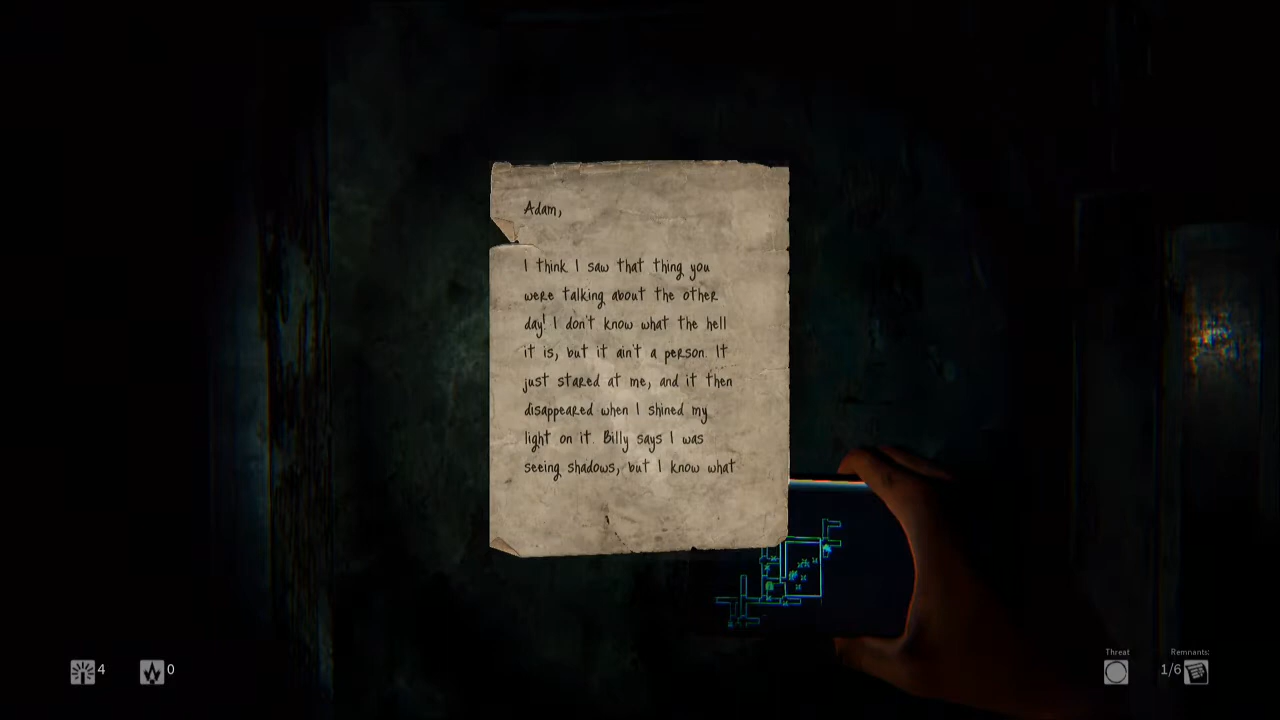 Adam,
I think I saw that thing you
were talking about the other
day! I don't know what the hell
it is, but it ain't a person. It
just stared at me, and it then
disappeared when I shined my
light on it. Billy says I was
seeing shadows, but I know what
4
0
Threat
Remnants:
1/6